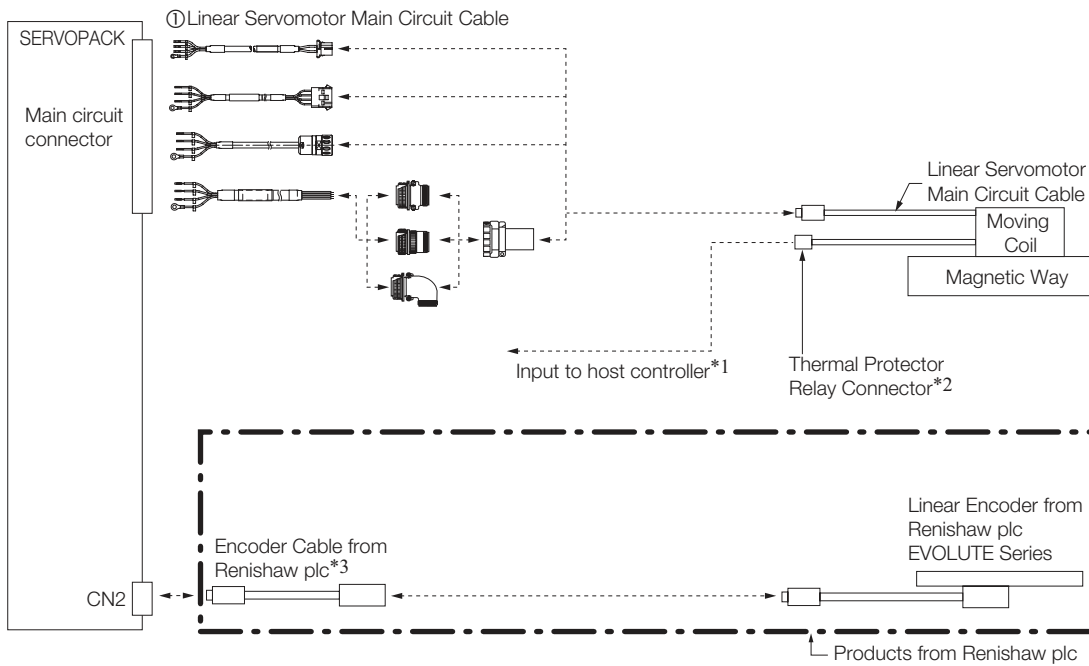 ①Linear Servomotor Main Circuit Cable
SERVOPACK
Main circuit
connector
Linear Servomotor
Main Circuit Cable
Moving
Coil
Magnetic Way
Input to host controller*1
Thermal Protector
Relay Connector*2
Linear Encoder from
Renishaw plc
EVOLUTE Series
Encoder Cable from
Renishaw plc*3
CN2
Products from Renishaw plc